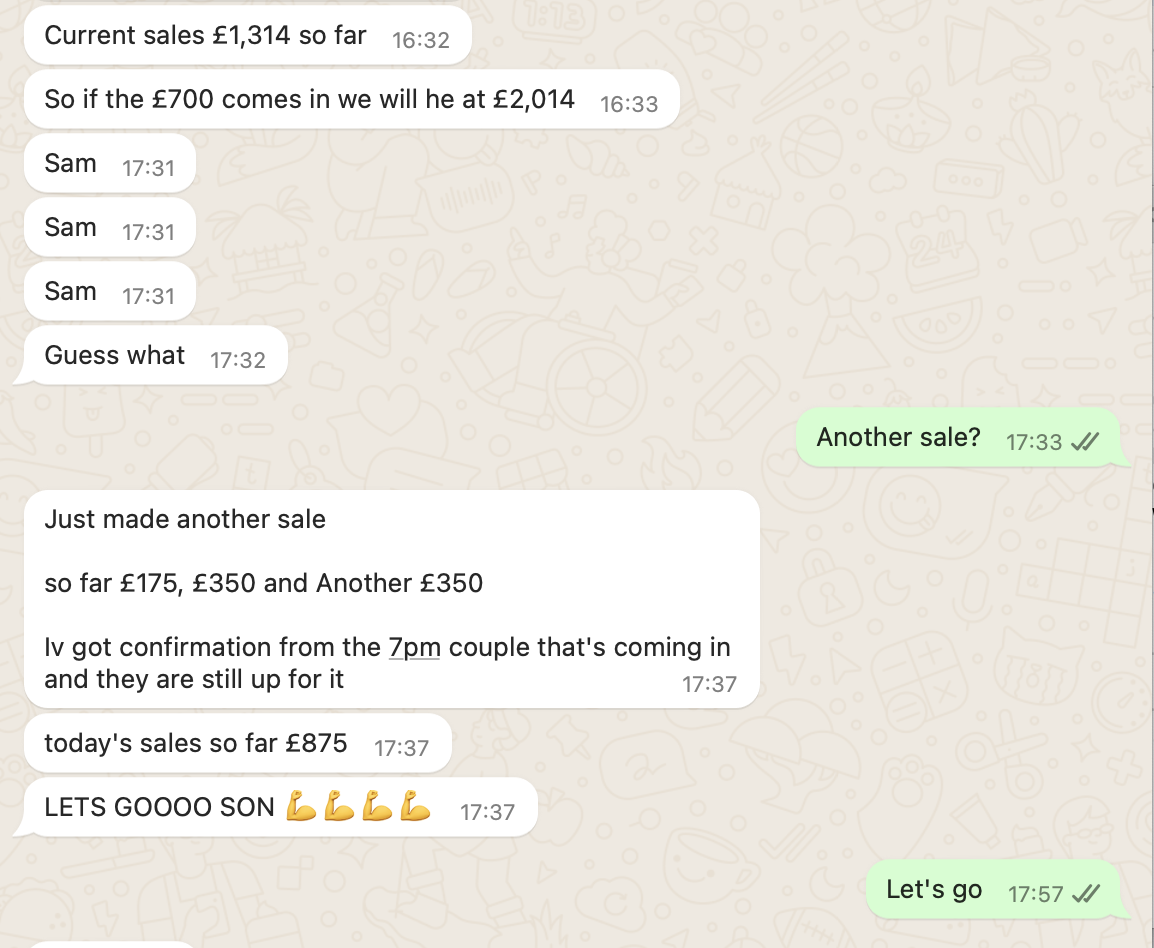 Current sales £1,314 so far 16:32
So if the £700 comes in we will he at £2,014 16:33
Sam 17:31
Sam 17:31
Sam 17:31
Guess what 17:32
Another sale? 17:33
Just made another sale
so far £175, £350 and Another £350
Iv got confirmation from the 7pm couple that's coming in
and they are still up for it 17:37
today's sales so far £875 17:37
LETS GOOOO SON 💪💪💪💪 17:37
Let's go 17:57